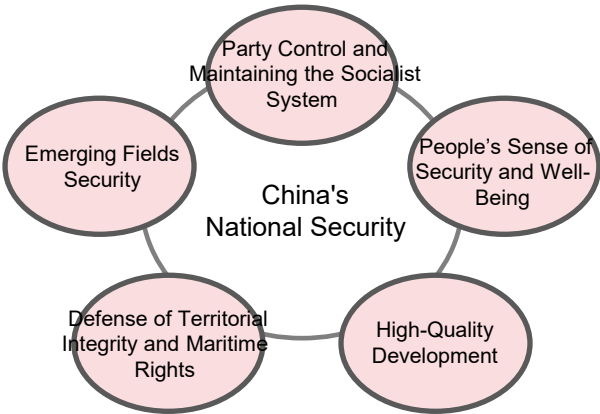 Party Control and
Maintaining the Socialist
System
People's Sense of
Security and Well-
Being
High-Quality
Development
Defense of Territorial
Integrity and Maritime
Rights
Emerging Fields
Security
China's
National Security